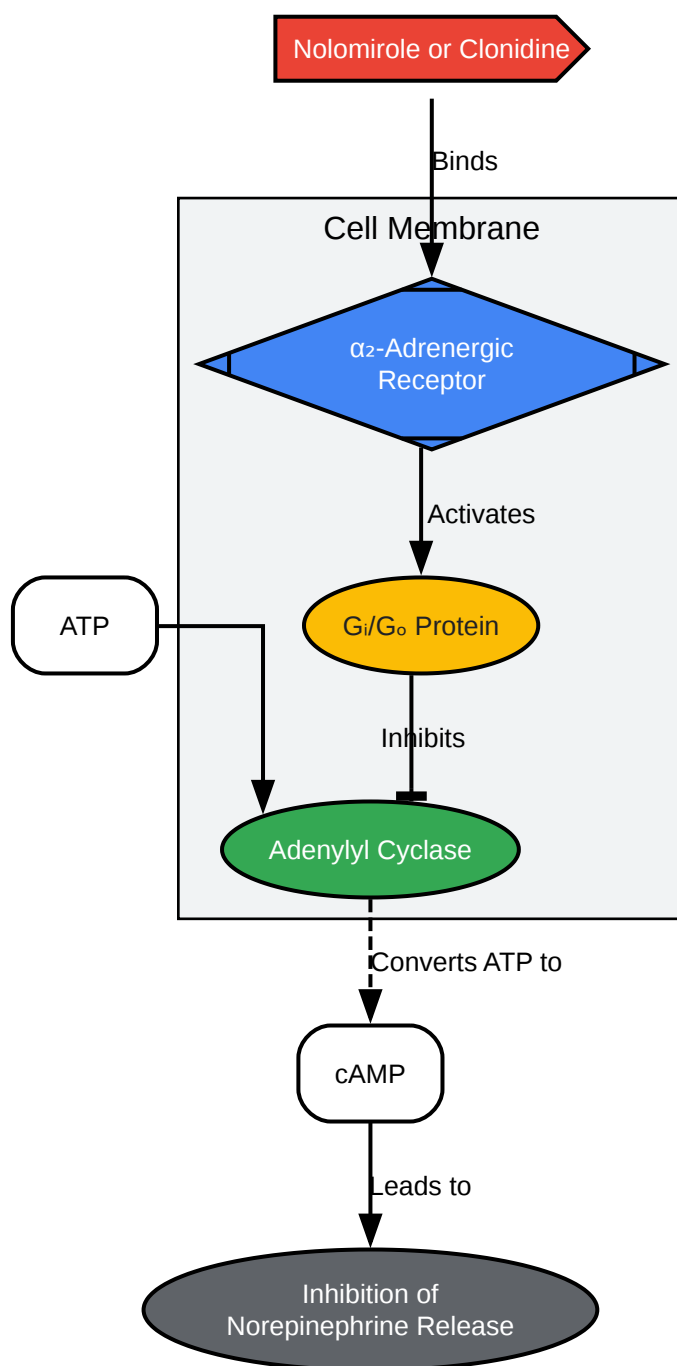 Nolomirole or Clonidine
Binds
Cell Membrane
α₂-Adrenergic
Receptor
Activates
ATP
Gᵢ/Gₒ Protein
Inhibits
Adenylyl Cyclase
Converts ATP to
cAMP
Leads to
Inhibition of
Norepinephrine Release